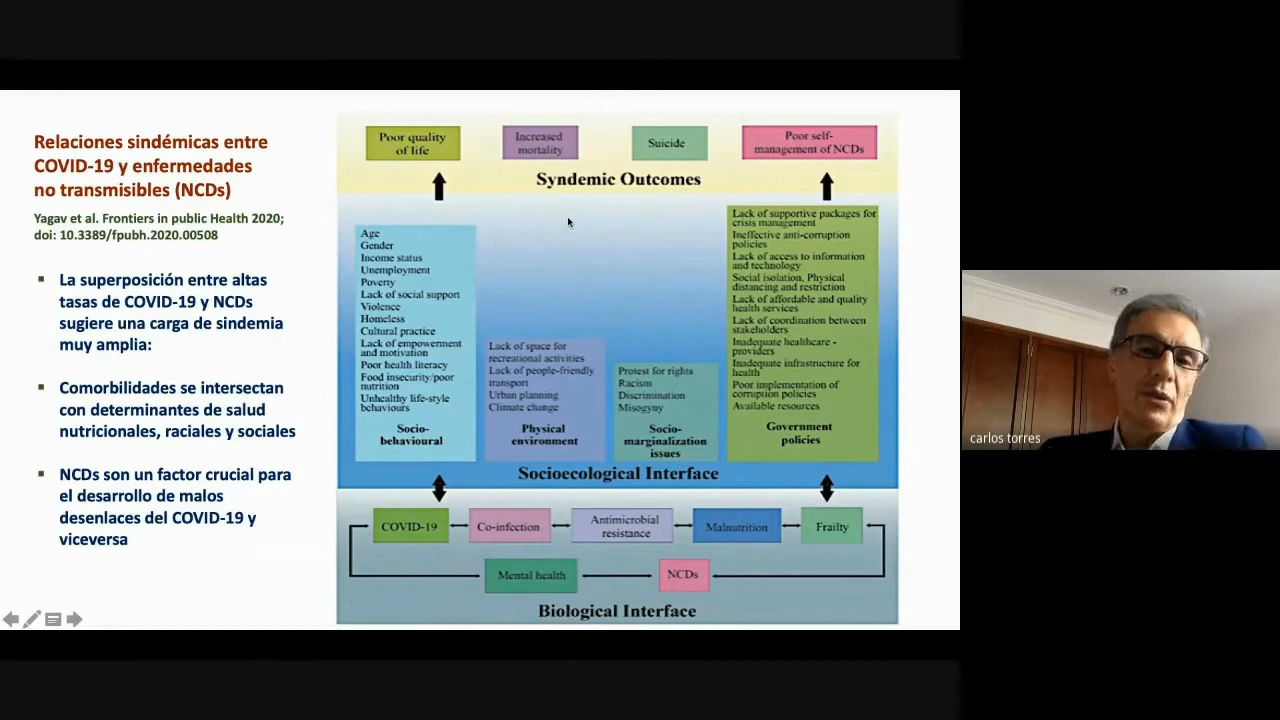 Relaciones sindémicas entre
COVID-19 y enfermedades
no transmisibles (NCDs)
Yagav et al. Frontiers in public Health 2020;
doi: 10.3389/fpubh.2020.00508
La superposición entre altas
tasas de COVID-19 y NCDs
sugiere una carga de sindemia
muy amplia:
Comorbilidades se intersectan
con determinantes de salud
nutricionales, raciales y sociales
NCDs son un factor crucial para
el desarrollo de malos
desenlaces del COVID-19 y
viceversa
Poor quality
of life
Increased
mortality
Suicide
Poor self-
management of NCDs
Syndemic Outcomes
Age
Gender
Income status
Unemployment
Poverty
Lack of social support
Violence
Homeless
Cultural practice
Lack of empowerment
and motivation
Poor health literacy
Food insecurity/poor
nutrition
Unhealthy life-style
behaviours
Socio-
behavioural
Lack of space for
recreational activities
Lack of people-friendly
transport
Urban planning
Climate change
Physical
environment
Protest for rights
Racism
Discrimination
Misogyny
Socio-
marginalization
issues
Lack of supportive packages for
crisis management
Ineffective anti-corruption
policies
Lack of access to information
and technology
Social isolation, Physical
distancing and restriction
Lack of affordable and quality
health services
Lack of coordination between
stakeholders
Inadequate healthcare -
providers
Inadequate infrastructure for
health
Poor implementation of
corruption policies
Available resources
Government
policies
Socioecological Interface
COVID-19
Co-infection
Antimicrobial
resistance
Malnutrition
Frailty
Mental health
NCDs
Biological Interface
carlos torres